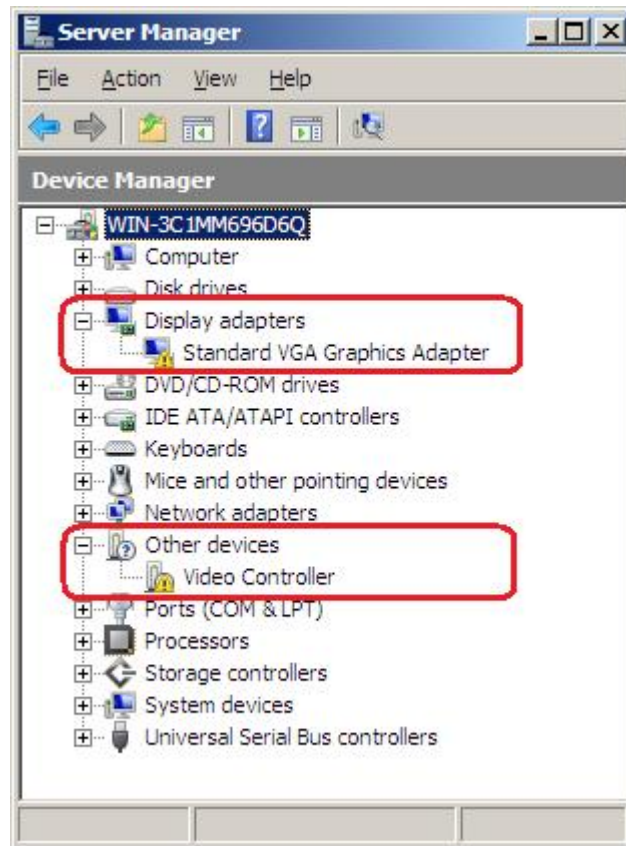 Server Manager
File Action View Help
Device Manager
WIN-3C1MM696D6Q
Computer
Disk drives
Display adapters
Standard VGA Graphics Adapter
DVD/CD-ROM drives
IDE ATA/ATAPI controllers
Keyboards
Mice and other pointing devices
Network adapters
Other devices
Video Controller
Ports (COM & LPT)
Processors
Storage controllers
System devices
Universal Serial Bus controllers